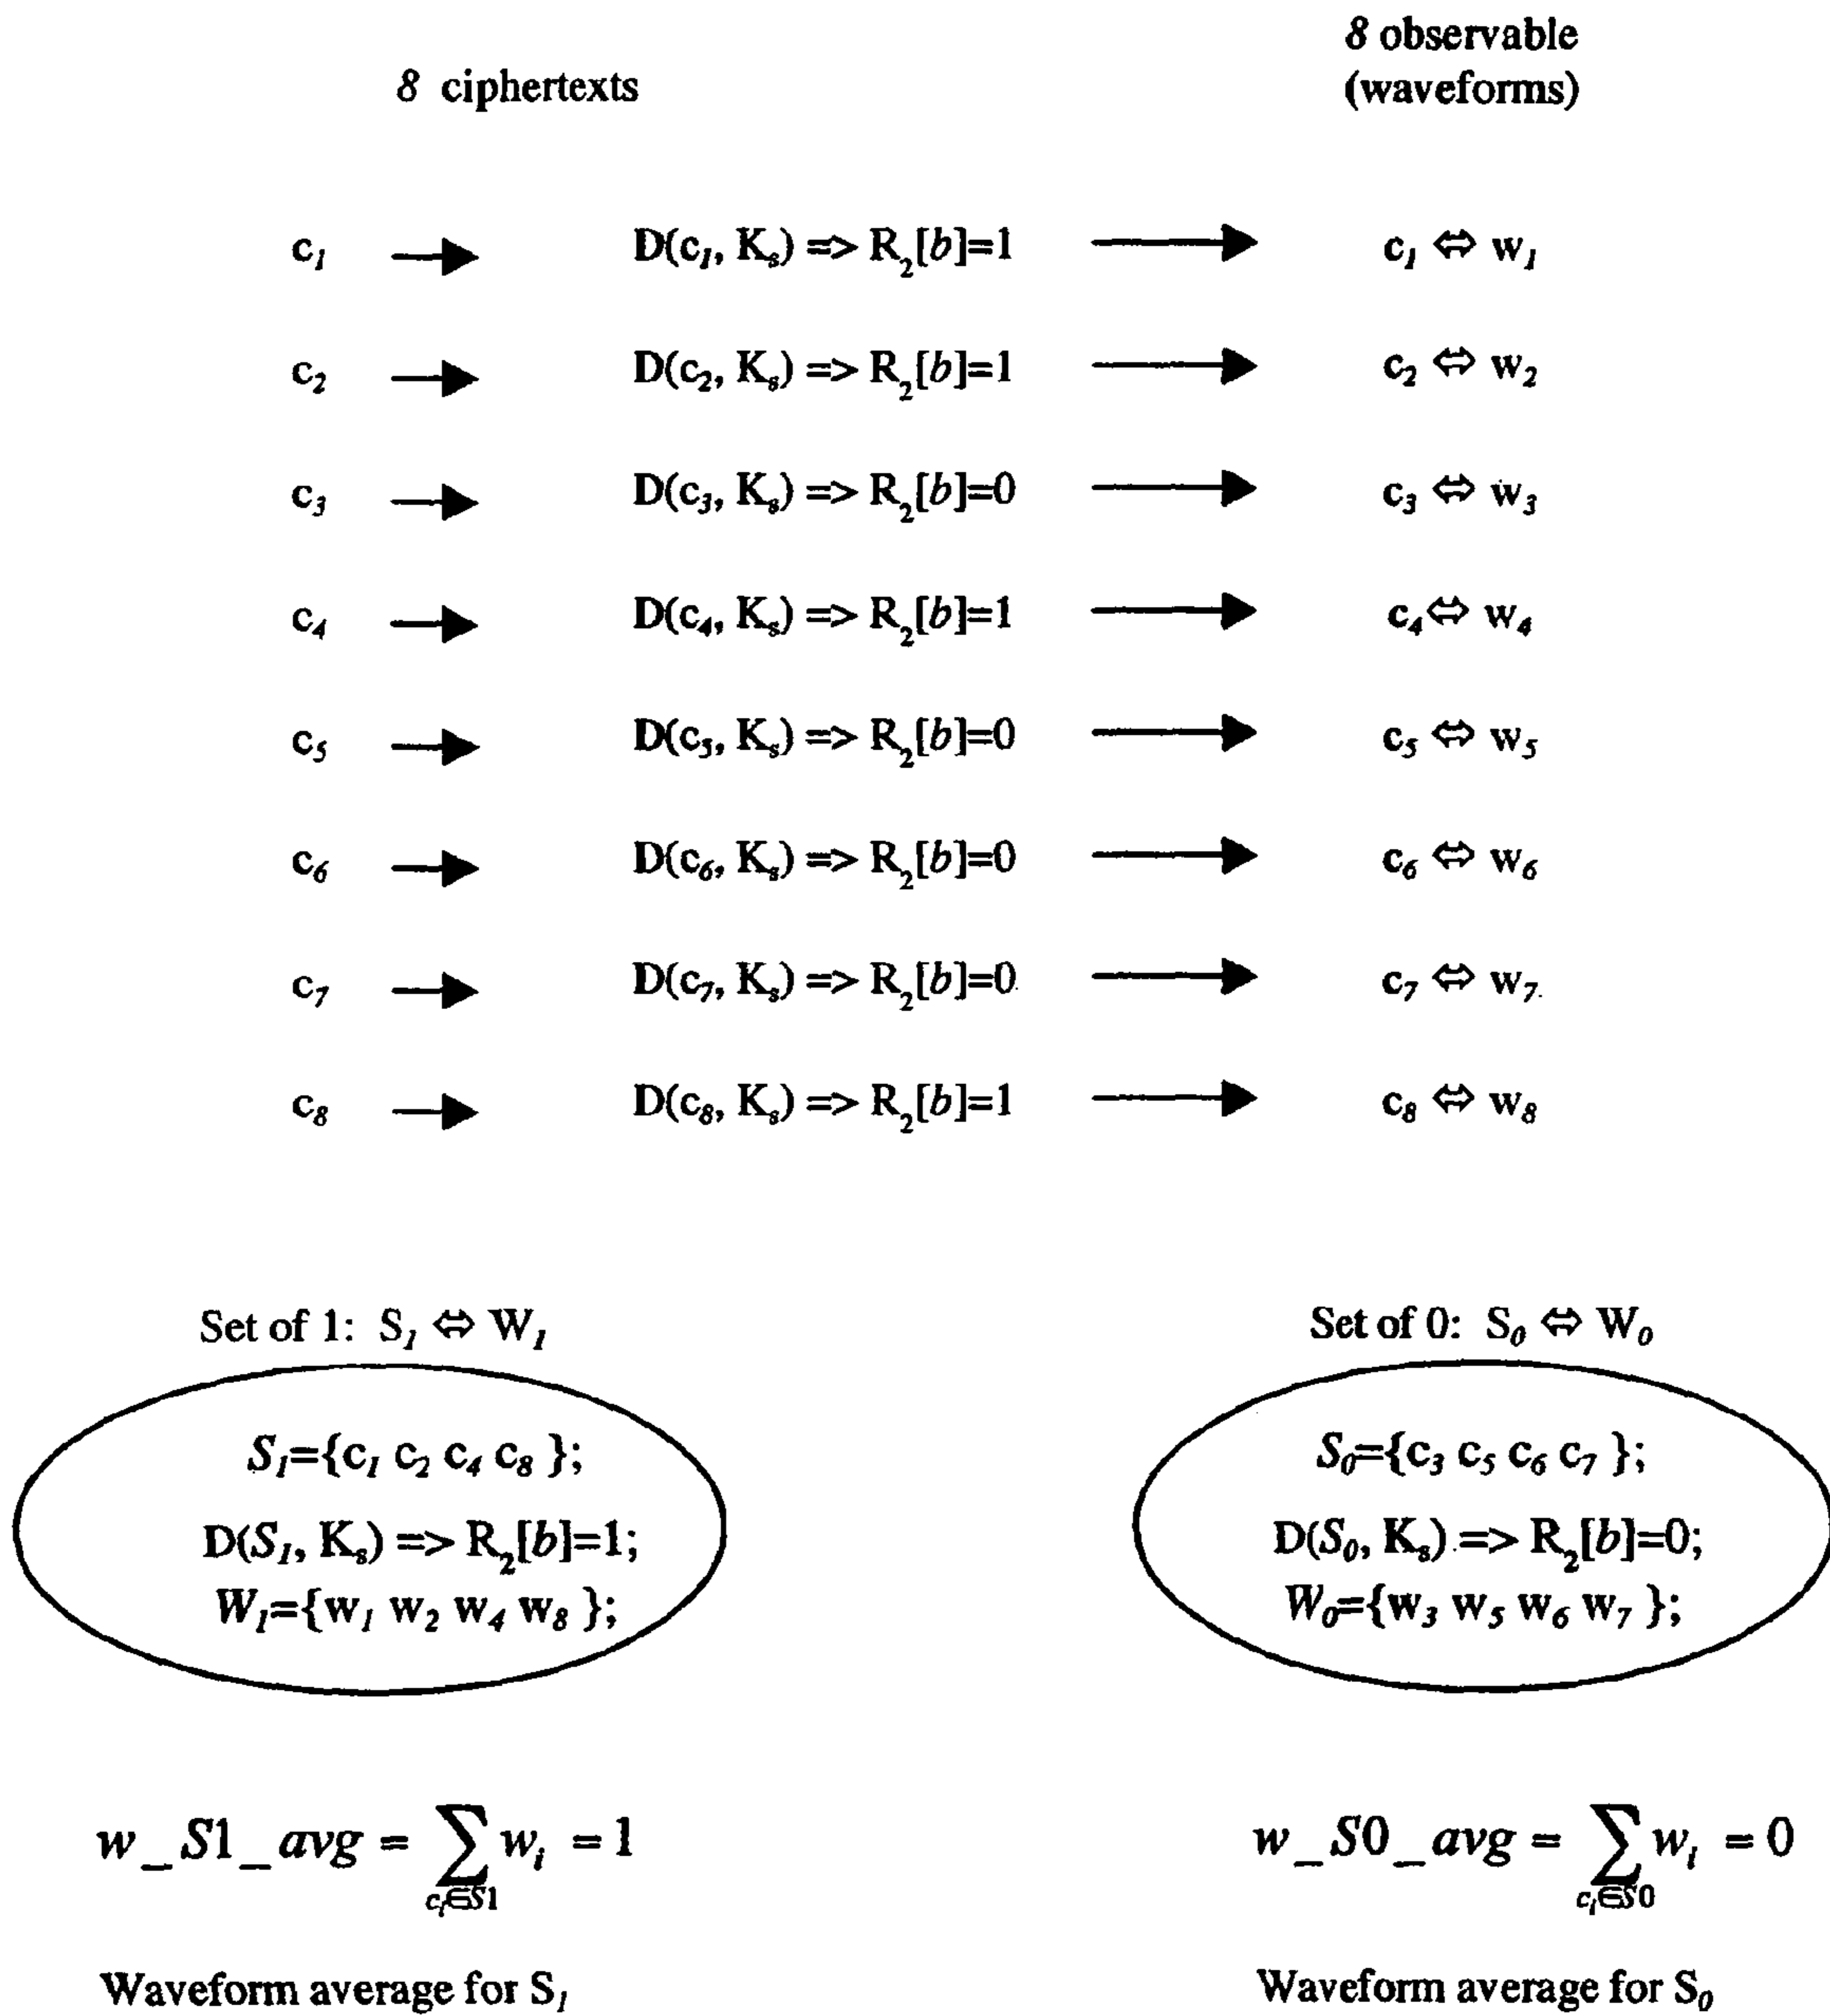 8 ciphertexts
8 observable
(waveforms)
c₁ → D(c₁, Kₛ) => R₂[b]=1 → c₁ ⇔ w₁
c₂ → D(c₂, Kₛ) => R₂[b]=1 → c₂ ⇔ w₂
c₃ → D(c₃, Kₛ) => R₂[b]=0 → c₃ ⇔ w₃
c₄ → D(c₄, Kₛ) => R₂[b]=1 → c₄ ⇔ w₄
c₅ → D(c₅, Kₛ) => R₂[b]=0 → c₅ ⇔ w₅
c₆ → D(c₆, Kₛ) => R₂[b]=0 → c₆ ⇔ w₆
c₇ → D(c₇, Kₛ) => R₂[b]=0 → c₇ ⇔ w₇
c₈ → D(c₈, Kₛ) => R₂[b]=1 → c₈ ⇔ w₈
Set of 1: S₁ ⇔ W₁
S₁={c₁ c₂ c₄ c₈ };
D(S₁, Kₛ) => R₂[b]=1;
W₁={w₁ w₂ w₄ w₈ };
w_S1_avg = ∑ wᵢ = 1
cᵢ∈S1
Waveform average for S₁
Set of 0: S₀ ⇔ W₀
S₀={c₃ c₅ c₆ c₇ };
D(S₀, Kₛ) => R₂[b]=0;
W₀={w₃ w₅ w₆ w₇ };
w_S0_avg = ∑ wᵢ = 0
cᵢ∈S0
Waveform average for S₀